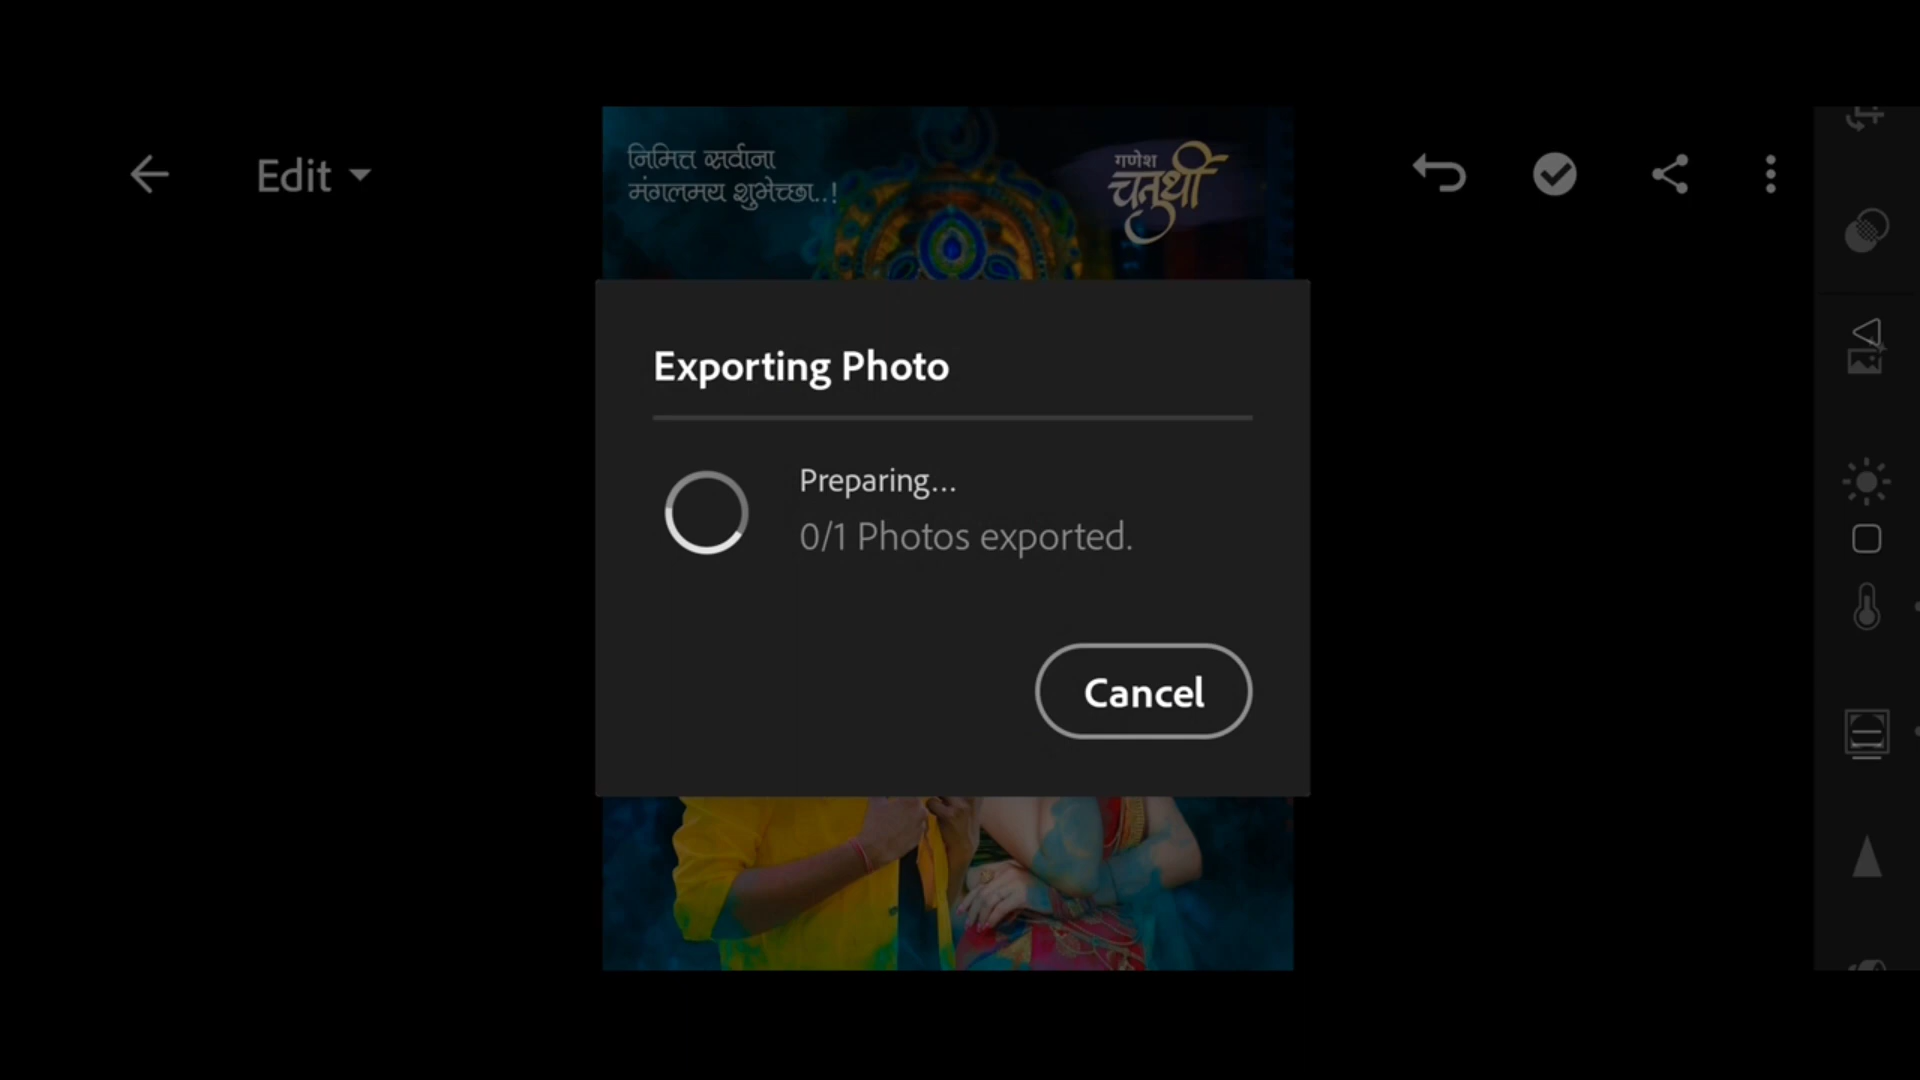 Edit
निमित्त सर्वाना
मंगलमय शुभेच्छा..!
गणेश
चतुर्थी
Exporting Photo
Preparing...
0/1 Photos exported.
Cancel